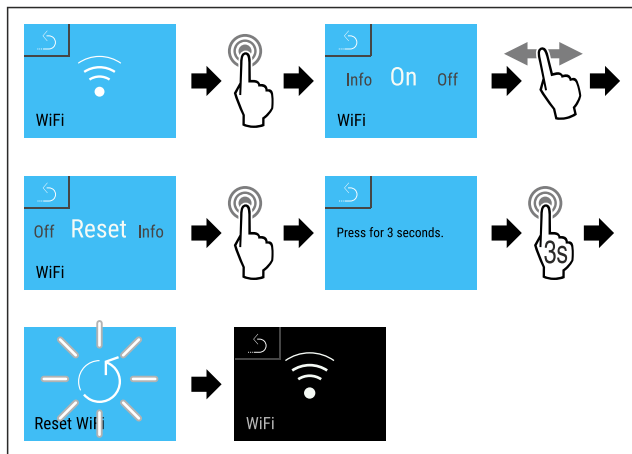 WiFi
Info On Off
WiFi
Off Reset Info
WiFi
Press for 3 seconds.
3s
Reset WiFi
WiFi